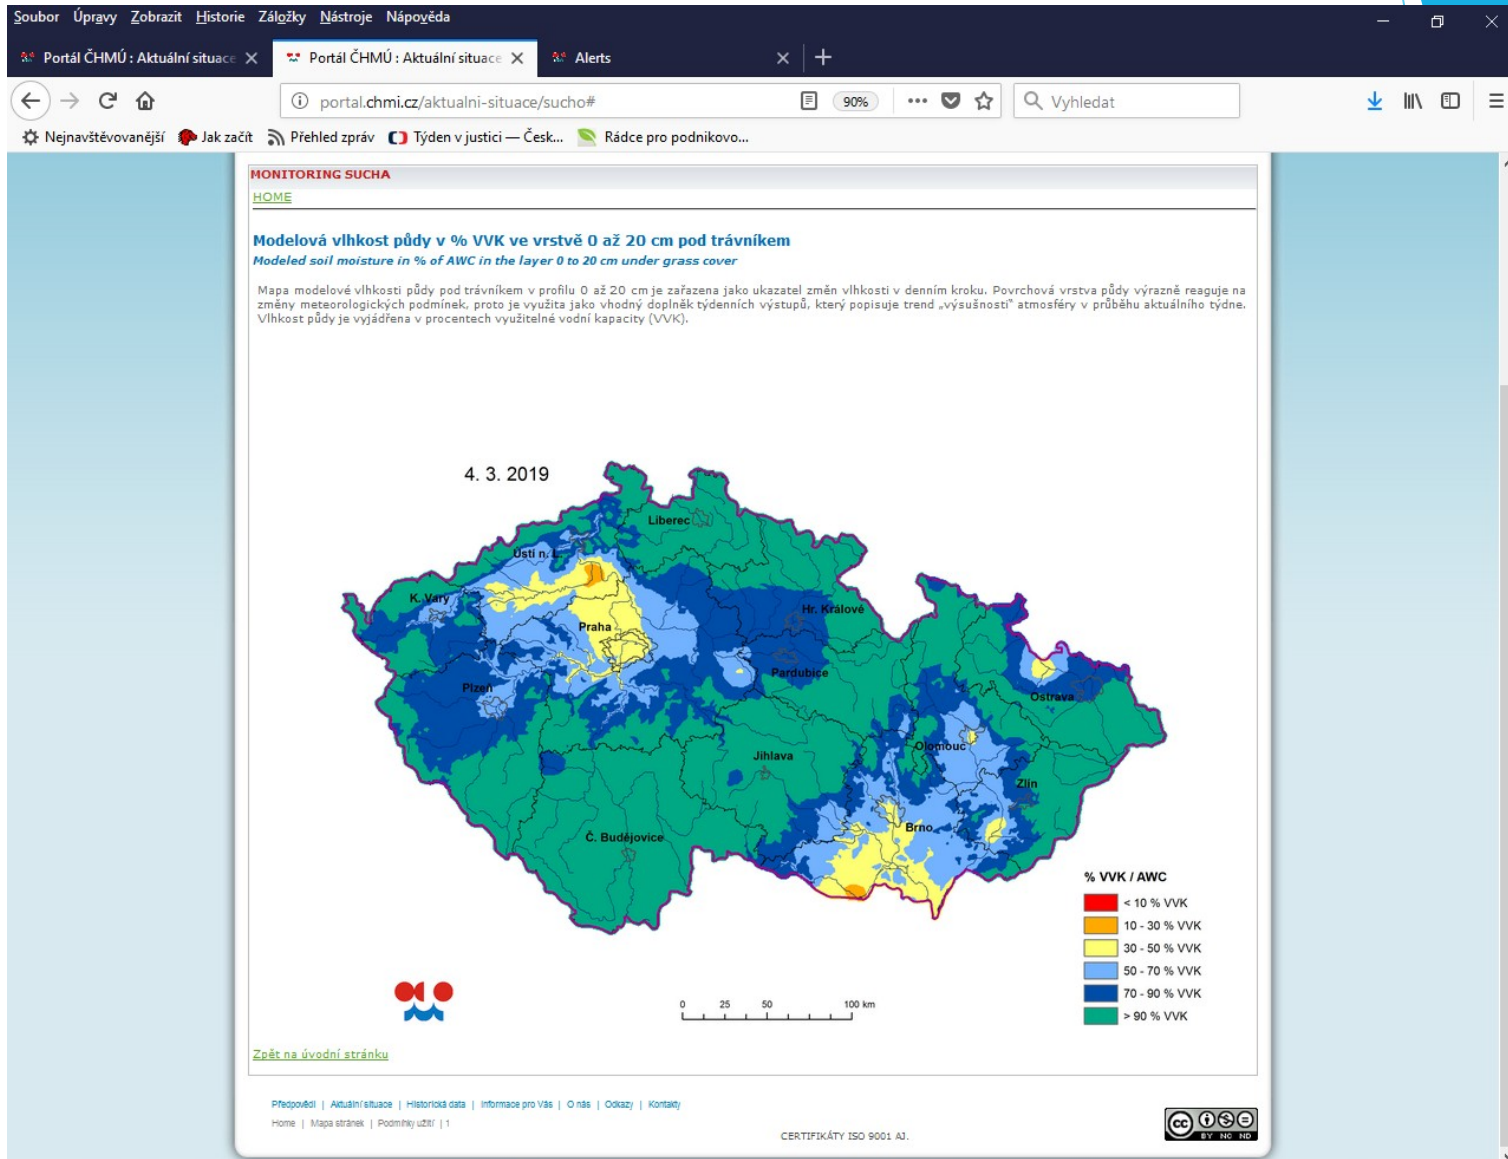 Soubor Úpravy Zobrazit Historie Záložky Nástroje Nápověda
Portál ČHMÚ : Aktuální situace
Portál ČHMÚ : Aktuální situace
Alerts
portal.chmi.cz/aktualni-situace/sucho#
90%
Vyhledat
Nejnavštěvovanější Jak začít Přehled zpráv Týden v justici — Česk... Rádce pro podnikovo...
MONITORING SUCHA
HOME
Modelová vlhkost půdy v % VVK ve vrstvě 0 až 20 cm pod trávníkem
Modeled soil moisture in % of AWC in the layer 0 to 20 cm under grass cover
Mapa modelové vlhkosti půdy pod trávníkem v profilu 0 až 20 cm je zařazena jako ukazatel změn vlhkosti v denním kroku. Povrchová vrstva půdy výrazně reaguje na
změny meteorologických podmínek, proto je využita jako vhodný doplněk týdenních výstupů, který popisuje trend „výsušnosti" atmosféry v průběhu aktuálního týdne.
Vlhkost půdy je vyjádřena v procentech využitelné vodní kapacity (VVK).
4. 3. 2019
Liberec
Ústí n. L.
K. Vary
Hr. Králové
Praha
Pardubice
Plzeň
Ostrava
Olomouc
Jihlava
Zlín
Brno
Č. Budějovice
% VVK / AWC
< 10 % VVK
10 - 30 % VVK
30 - 50 % VVK
50 - 70 % VVK
70 - 90 % VVK
> 90 % VVK
0 25 50 100 km
Zpět na úvodní stránku
Předpovědi | Aktuální situace | Historická data | Informace pro Vás | O nás | Odkazy | Kontakty
Home | Mapa stránek | Podmínky užití | 1
CERTIFIKÁTY ISO 9001 AJ.
cc
BY NC ND